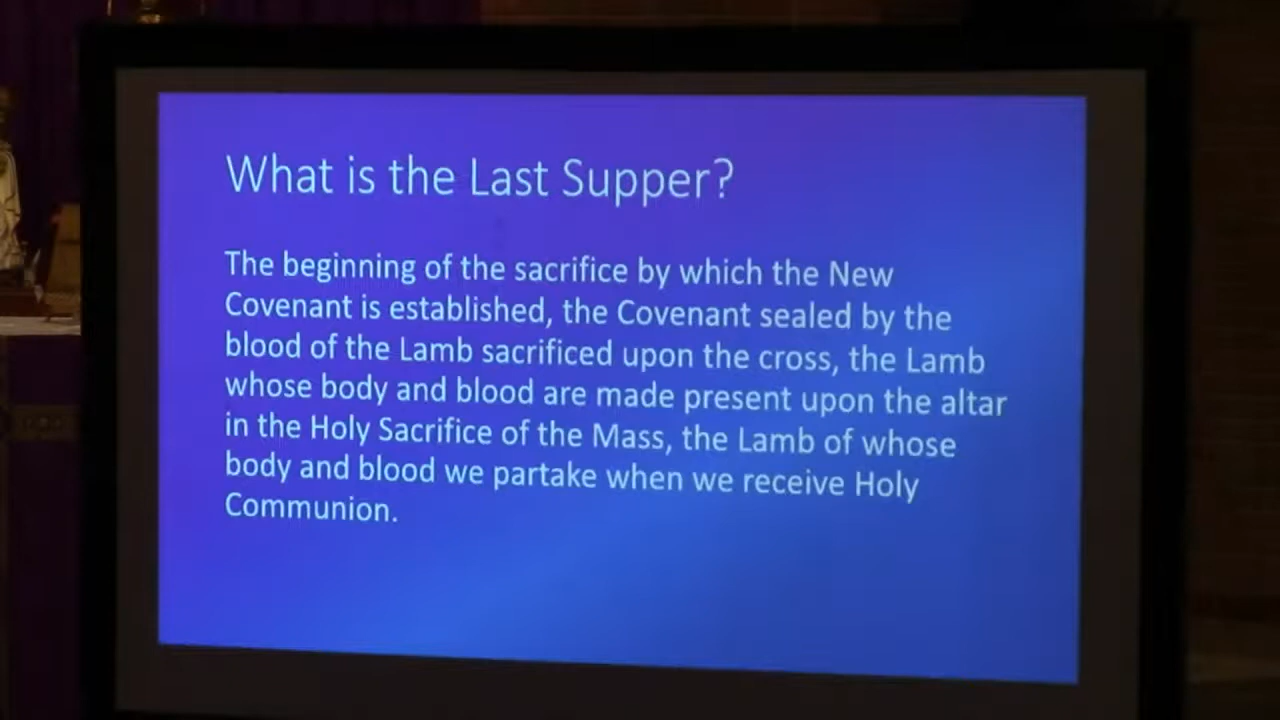 What is the Last Supper?
The beginning of the sacrifice by which the New
Covenant is established, the Covenant sealed by the
blood of the Lamb sacrificed upon the cross, the Lamb
whose body and blood are made present upon the altar
in the Holy Sacrifice of the Mass, the Lamb of whose
body and blood we partake when we receive Holy
Communion.